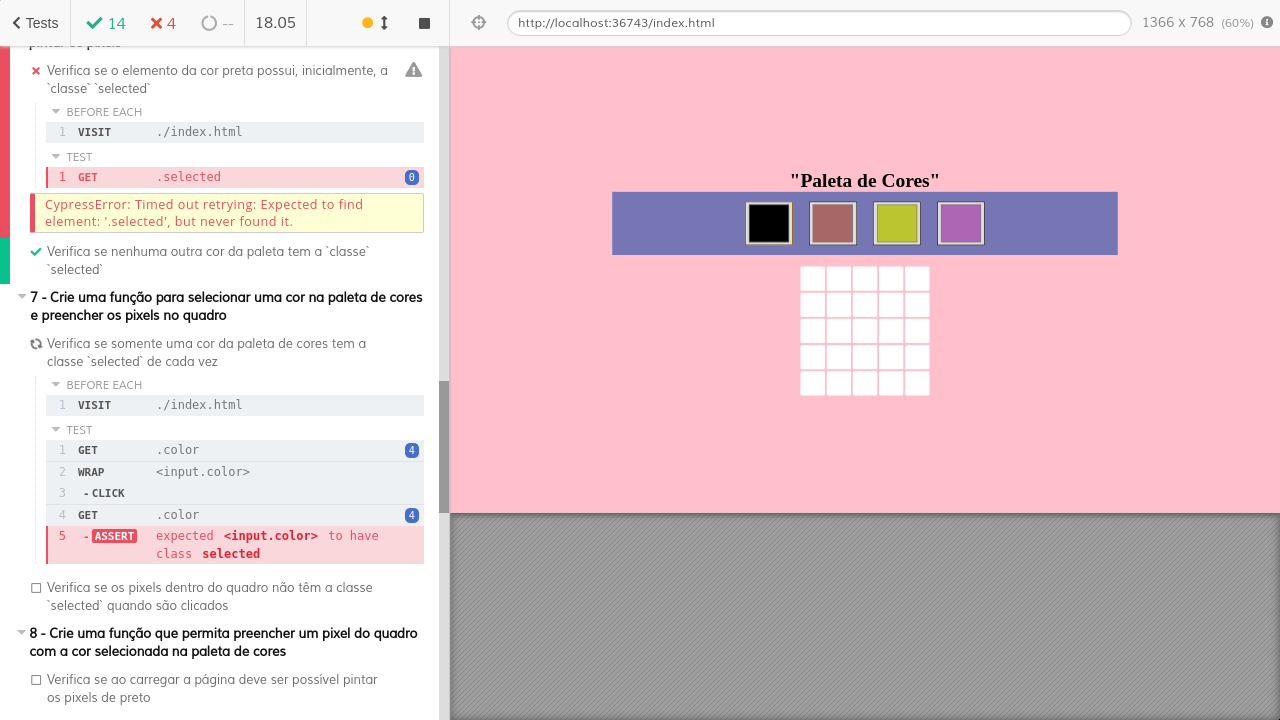 Tests 14 4 -- 18.05
http://localhost:36743/index.html 1366 x 768 (60%)
Verifica se o elemento da cor preta possui, inicialmente, a
`classe` `selected`
BEFORE EACH
1 VISIT ./index.html
TEST
1 GET .selected 0
CypressError: Timed out retrying: Expected to find
element: '.selected', but never found it.
Verifica se nenhuma outra cor da paleta tem a `classe`
`selected`
7 - Crie uma função para selecionar uma cor na paleta de cores
e preencher os pixels no quadro
Verifica se somente uma cor da paleta de cores tem a
classe `selected` de cada vez
BEFORE EACH
1 VISIT ./index.html
TEST
1 GET .color 4
2 WRAP <input.color>
3 -CLICK
4 GET .color 4
5 -ASSERT expected <input.color> to have
class selected
Verifica se os pixels dentro do quadro não têm a classe
`selected` quando são clicados
8 - Crie uma função que permita preencher um pixel do quadro
com a cor selecionada na paleta de cores
Verifica se ao carregar a página deve ser possível pintar
os pixels de preto
"Paleta de Cores"